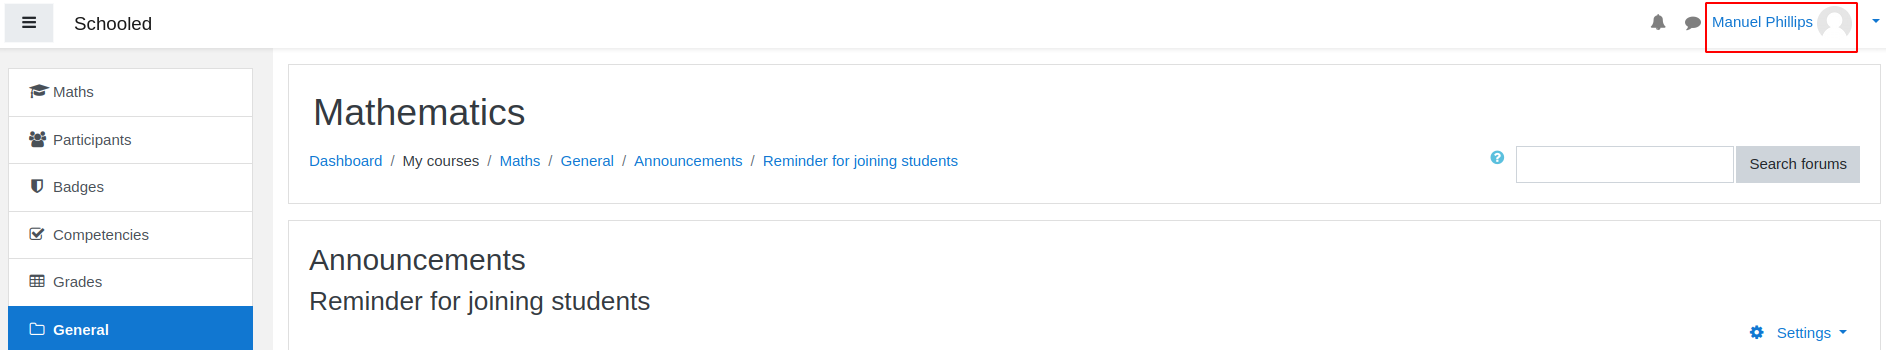 Schooled
Manuel Phillips
Maths
Participants
Badges
Competencies
Grades
General
Mathematics
Dashboard / My courses / Maths / General / Announcements / Reminder for joining students
Search forums
Announcements
Reminder for joining students
Settings